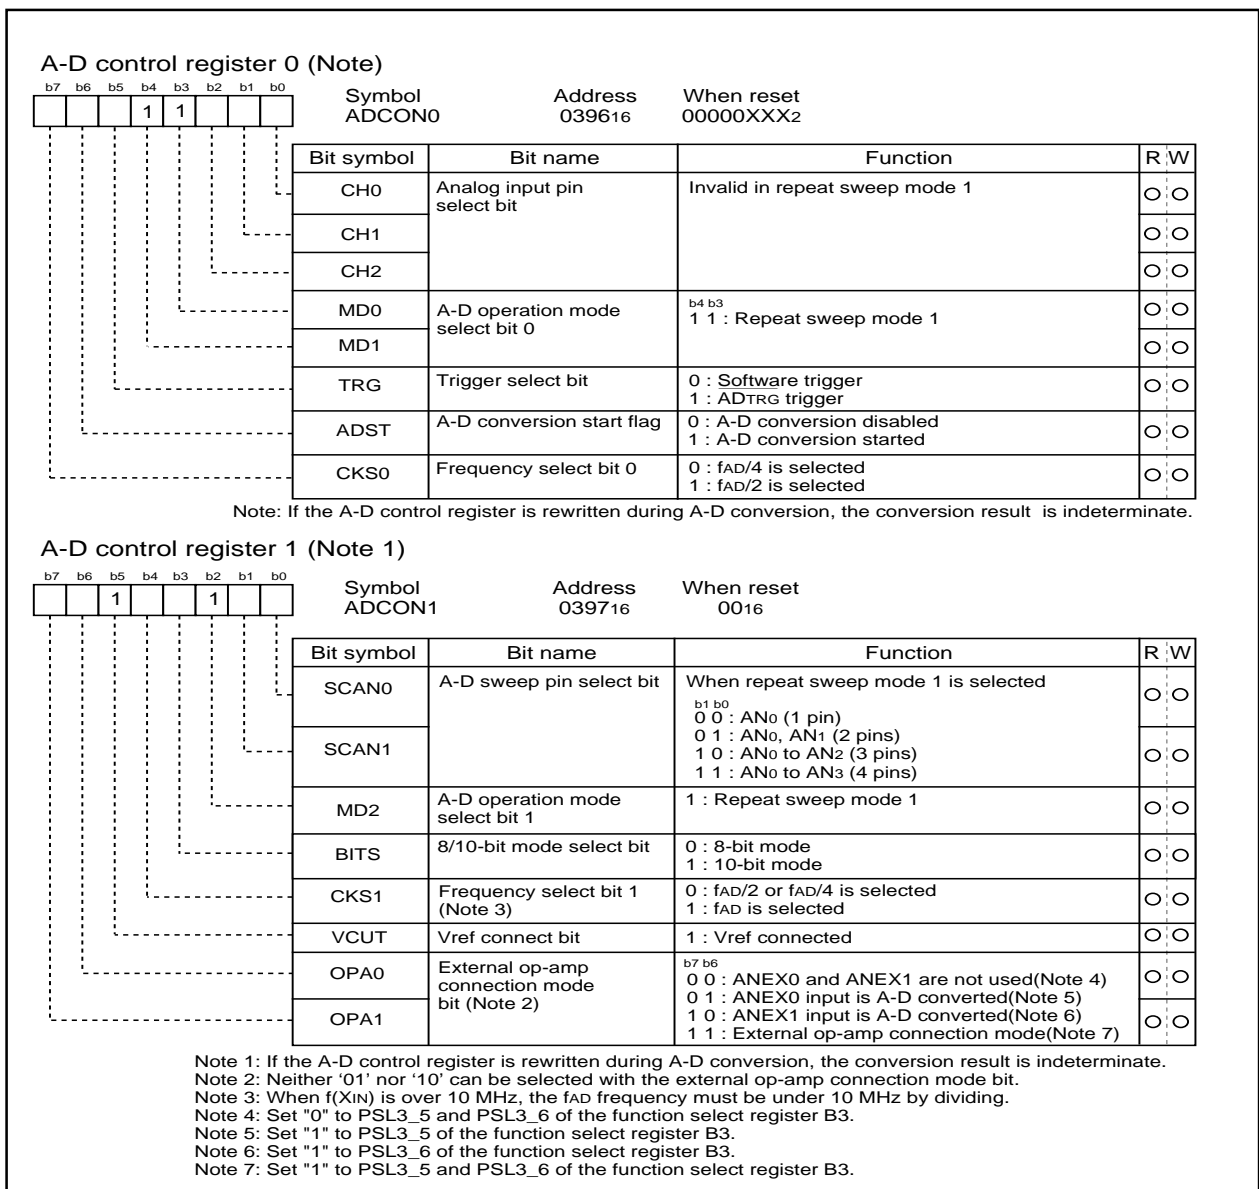 A-D control register 0 (Note)
b7 b6 b5 b4 b3 b2 b1 b0
1 1
Symbol Address When reset
ADCON0 039616 00000XXX2
Bit symbol Bit name Function R W
CH0 Analog input pin select bit Invalid in repeat sweep mode 1 O O
CH1 O O
CH2 O O
MD0 A-D operation mode select bit 0 b4 b3 O O
1 1 : Repeat sweep mode 1
MD1 O O
TRG Trigger select bit 0 : Software trigger O O
1 : ADTRG trigger
ADST A-D conversion start flag 0 : A-D conversion disabled O O
1 : A-D conversion started
CKS0 Frequency select bit 0 0 : fAD/4 is selected O O
1 : fAD/2 is selected
Note: If the A-D control register is rewritten during A-D conversion, the conversion result is indeterminate.
A-D control register 1 (Note 1)
b7 b6 b5 b4 b3 b2 b1 b0
1 1
Symbol Address When reset
ADCON1 039716 0016
Bit symbol Bit name Function R W
SCAN0 A-D sweep pin select bit When repeat sweep mode 1 is selected O O
b1 b0
0 0 : AN0 (1 pin)
0 1 : AN0, AN1 (2 pins)
SCAN1 1 0 : AN0 to AN2 (3 pins) O O
1 1 : AN0 to AN3 (4 pins)
MD2 A-D operation mode select bit 1 1 : Repeat sweep mode 1 O O
BITS 8/10-bit mode select bit 0 : 8-bit mode O O
1 : 10-bit mode
CKS1 Frequency select bit 1 (Note 3) 0 : fAD/2 or fAD/4 is selected O O
1 : fAD is selected
VCUT Vref connect bit 1 : Vref connected O O
OPA0 External op-amp connection mode bit (Note 2) b7 b6 O O
0 0 : ANEX0 and ANEX1 are not used(Note 4)
0 1 : ANEX0 input is A-D converted(Note 5)
OPA1 1 0 : ANEX1 input is A-D converted(Note 6) O O
1 1 : External op-amp connection mode(Note 7)
Note 1: If the A-D control register is rewritten during A-D conversion, the conversion result is indeterminate.
Note 2: Neither ‘01’ nor ‘10’ can be selected with the external op-amp connection mode bit.
Note 3: When f(XIN) is over 10 MHz, the fAD frequency must be under 10 MHz by dividing.
Note 4: Set "0" to PSL3_5 and PSL3_6 of the function select register B3.
Note 5: Set "1" to PSL3_5 of the function select register B3.
Note 6: Set "1" to PSL3_6 of the function select register B3.
Note 7: Set "1" to PSL3_5 and PSL3_6 of the function select register B3.